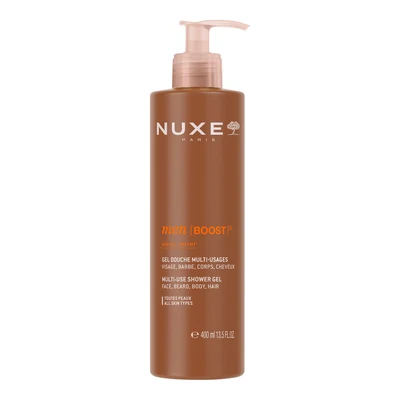 NUXE
PARIS
men [BOOST]
GEL DOUCHE MULTI-USAGES
VISAGE, BARBE, CORPS, CHEVEUX
MULTI-USE SHOWER GEL
FACE, BEARD, BODY, HAIR
TOUTES PEAUX
ALL SKIN TYPES
400 ml 13.5 FL.OZ.